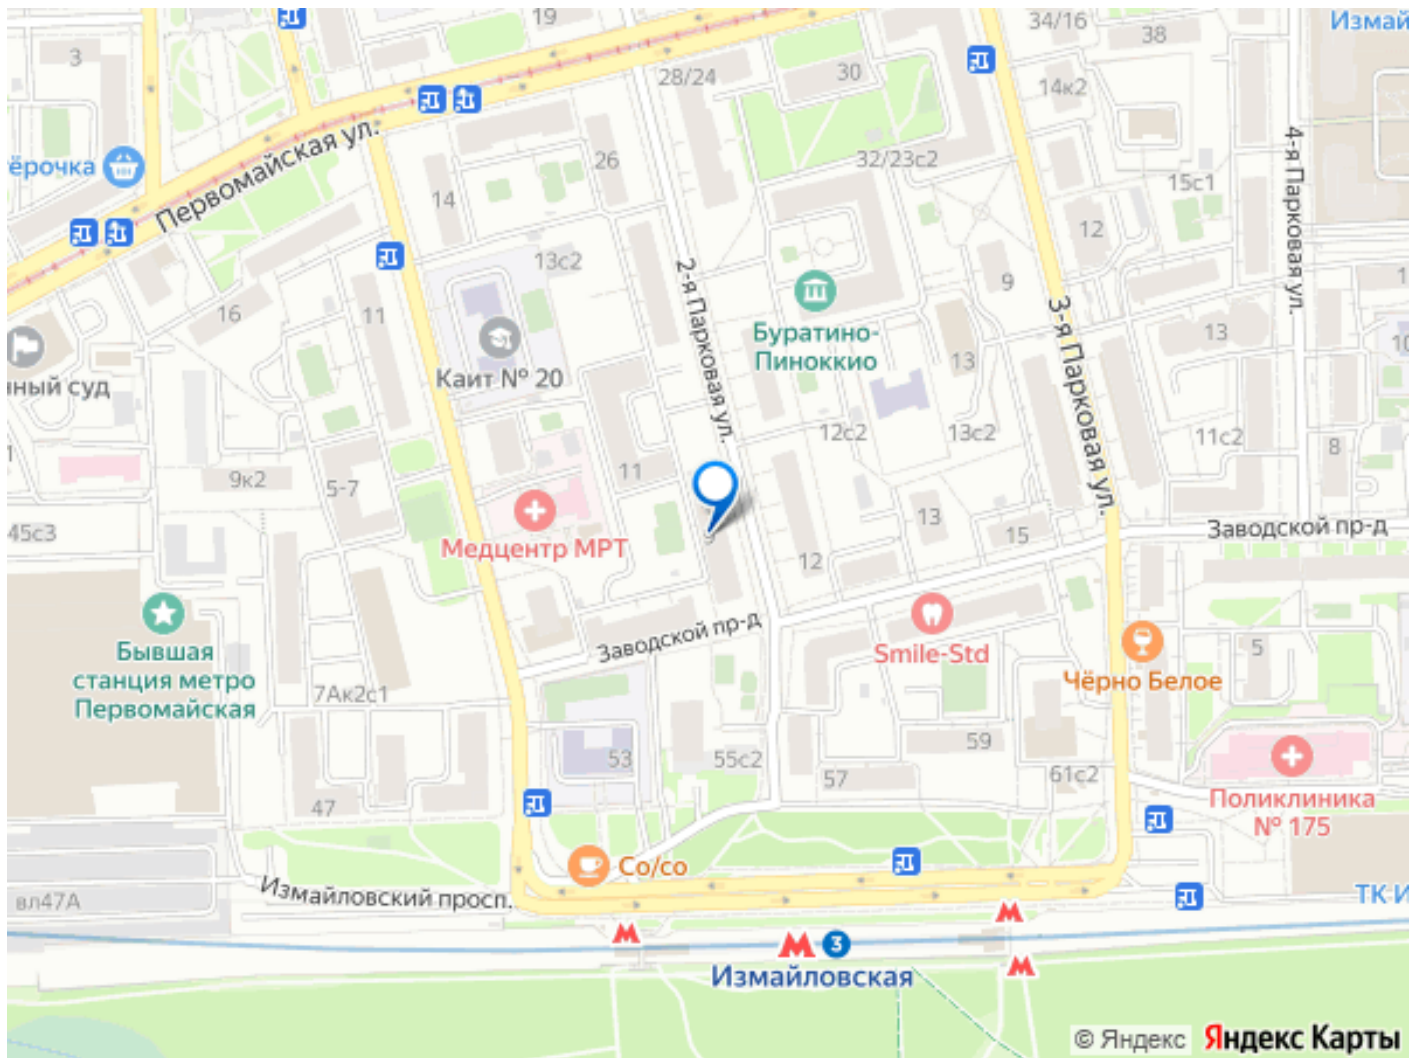 19
34/16
38
Измай
3
28/24
30
14к2
ёрочка
Первомайская ул.
26
32/23с2
4-я Парковая ул.
15с1
14
12
13с2
2-я Парковая ул.
9
16
11
Буратино-
Пиноккио
3-я Парковая ул.
13
13
10
нный суд
Каит № 20
12с2
13с2
11с2
8
1
9к2
5-7
11
45с3
Медцентр МРТ
13
15
Заводской пр-д
12
Бывшая
станция метро
Первомайская
Заводской пр-д
Smile-Std
5
Чёрно Белое
7Ак2с1
53
55с2
57
59
61с2
47
Поликлиника
№ 175
Co/co
Измайловский просп.
вл47А
ТК И
3
Измайловская
© Яндекс
Яндекс Карты